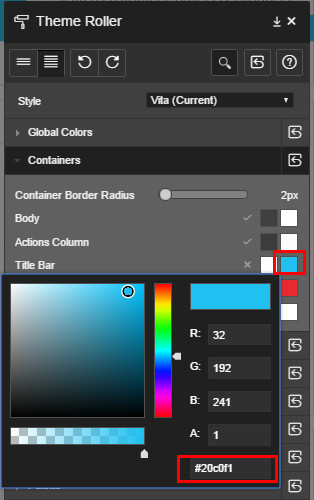 Theme Roller
Style
Vita (Current)
Global Colors
Containers
Container Border Radius
2px
Body
Actions Column
Title Bar
R: 32
G: 192
B: 241
A: 1
#20c0f1